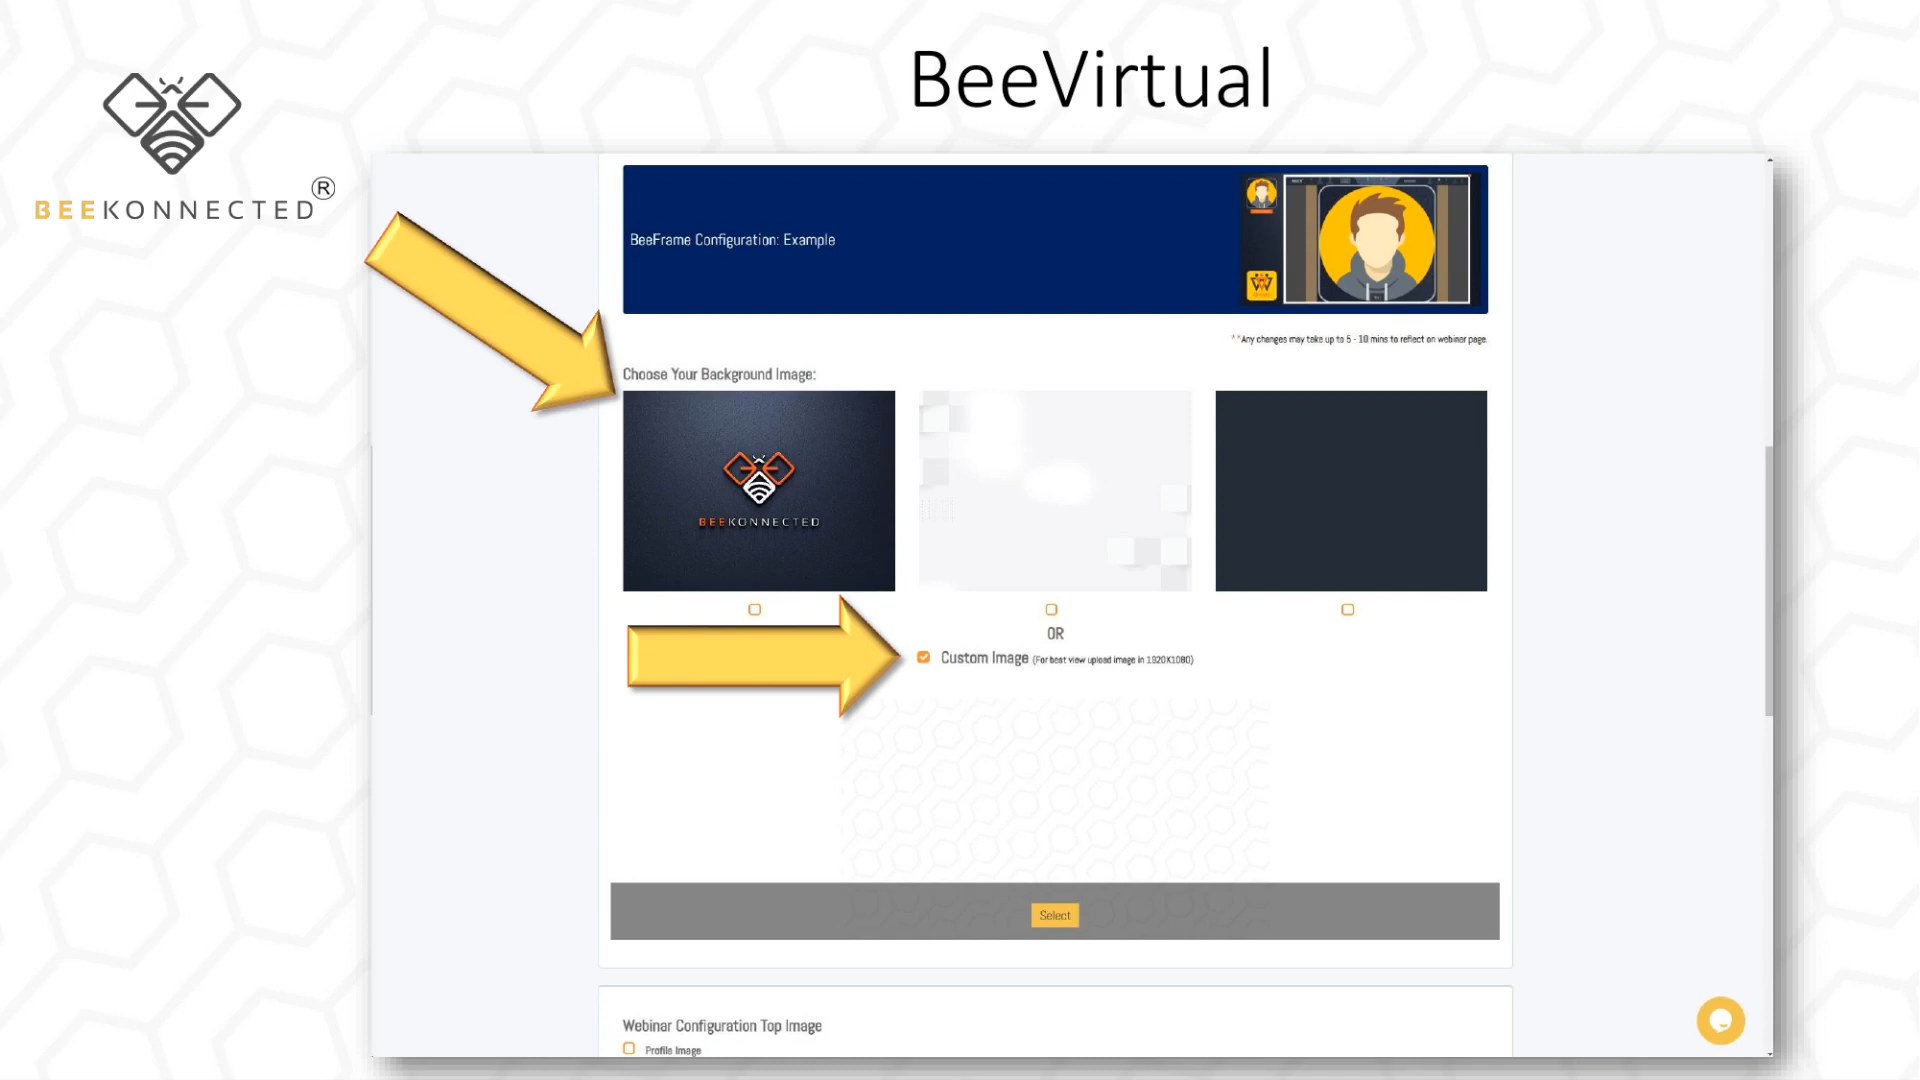 BeeVirtual
BEEKONNECTED®
BeeFrame Configuration: Example
**Any changes may take up to 5 - 10 mins to reflect on webinar page.
Choose Your Background Image:
BEEKONNECTED
OR
Custom Image (For best view upload image in 1920X1080)
Select
Webinar Configuration Top Image
Profile Image